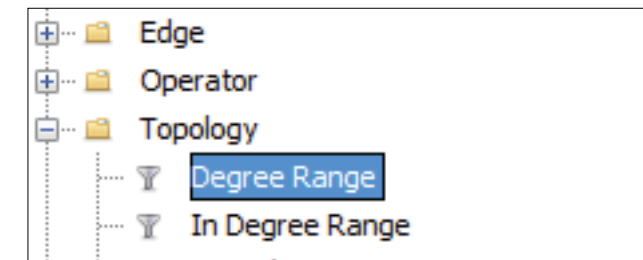 Edge
Operator
Topology
Degree Range
In Degree Range